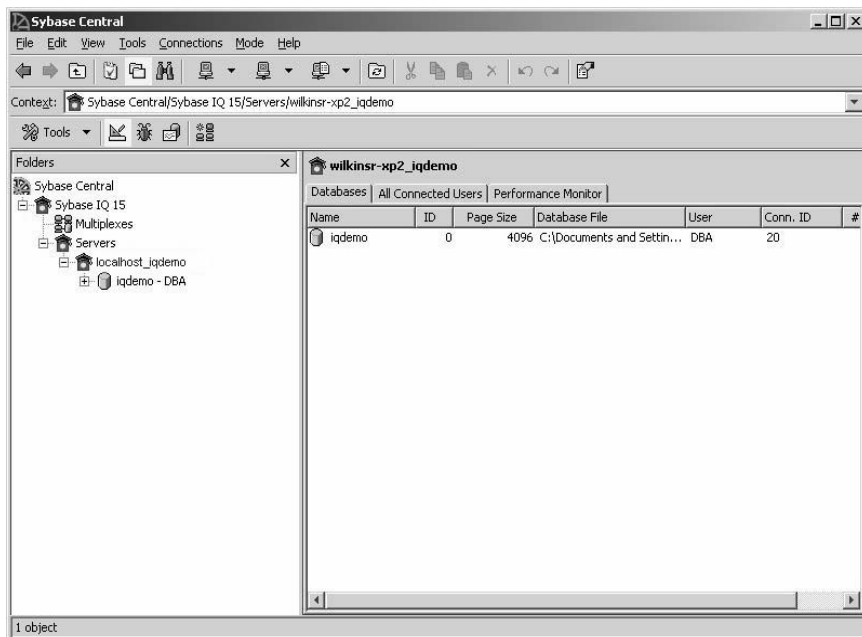 Sybase Central
File Edit View Tools Connections Mode Help
Context: Sybase Central/Sybase IQ 15/Servers/wilkinsr-xp2_iqdemo
Tools
Folders
Sybase Central
Sybase IQ 15
Multiplexes
Servers
localhost_iqdemo
iqdemo - DBA
wilkinsr-xp2_iqdemo
Databases All Connected Users Performance Monitor
Name ID Page Size Database File User Conn. ID #
iqdemo 0 4096 C:\Documents and Settin... DBA 20
1 object